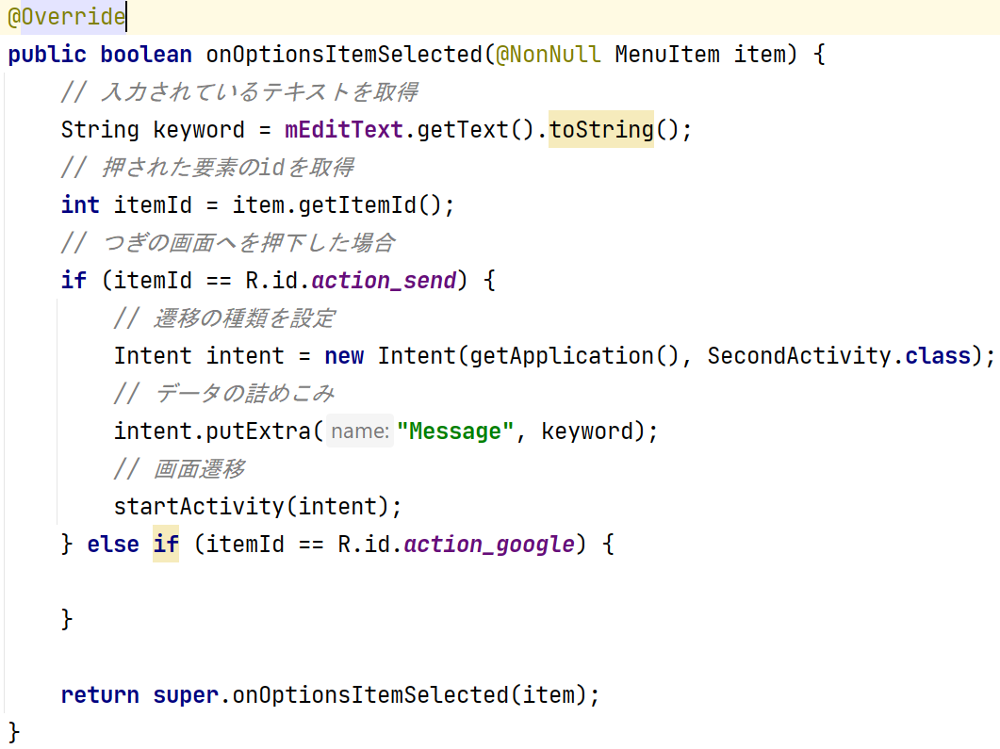 @Override
public boolean onOptionsItemSelected(@NonNull MenuItem item) {
// 入力されているテキストを取得
String keyword = mEditText.getText().toString();
// 押された要素のidを取得
int itemId = item.getItemId();
// つぎの画面へを押下した場合
if (itemId == R.id.action_send) {
// 遷移の種類を設定
Intent intent = new Intent(getApplication(), SecondActivity.class);
// データの詰めこみ
intent.putExtra( name: "Message", keyword);
// 画面遷移
startActivity(intent);
} else if (itemId == R.id.action_google) {
}
return super.onOptionsItemSelected(item);
}